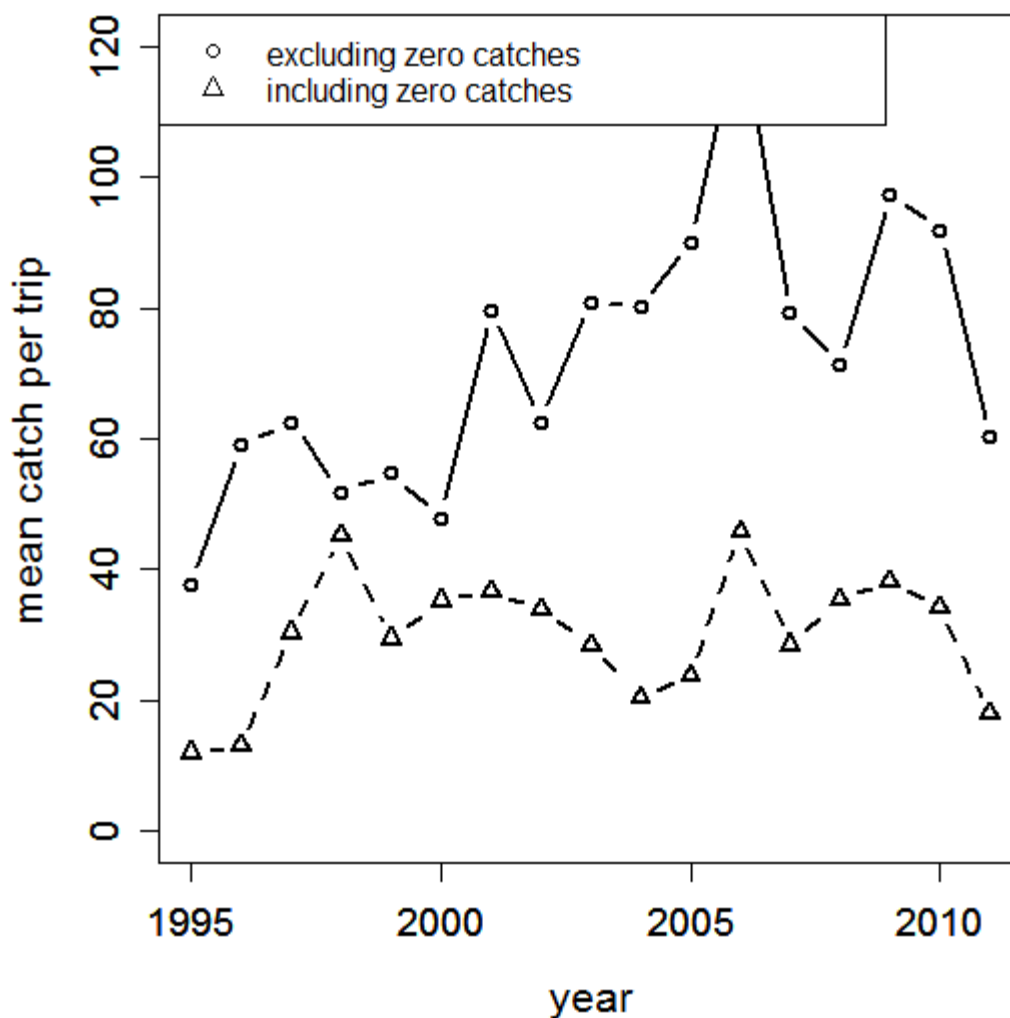 excluding zero catches
including zero catches
mean catch per trip
120
100
80
60
40
20
0
1995 2000 2005 2010
year